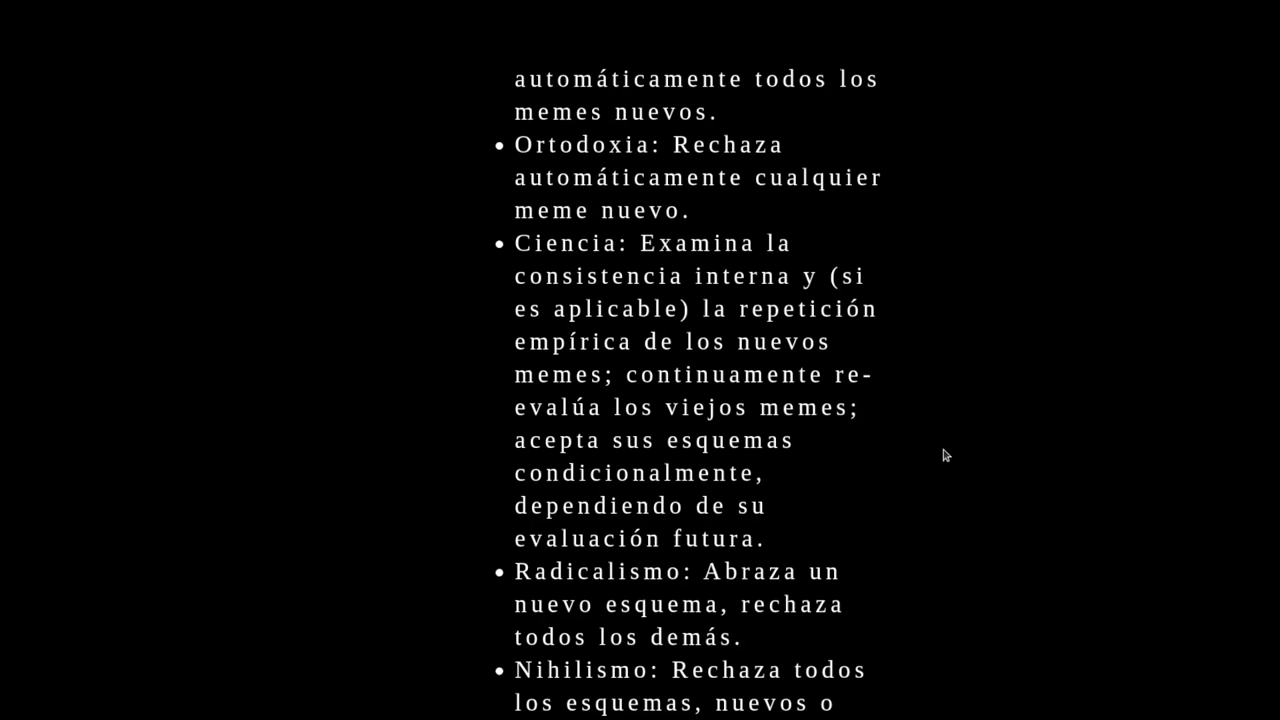 automáticamente todos los
memes nuevos.
• Ortodoxia: Rechaza
automáticamente cualquier
meme nuevo.
• Ciencia: Examina la
consistencia interna y (si
es aplicable) la repetición
empírica de los nuevos
memes; continuamente re-
evalúa los viejos memes;
acepta sus esquemas
condicionalmente,
dependiendo de su
evaluación futura.
• Radicalismo: Abraza un
nuevo esquema, rechaza
todos los demás.
• Nihilismo: Rechaza todos
los esquemas, nuevos o